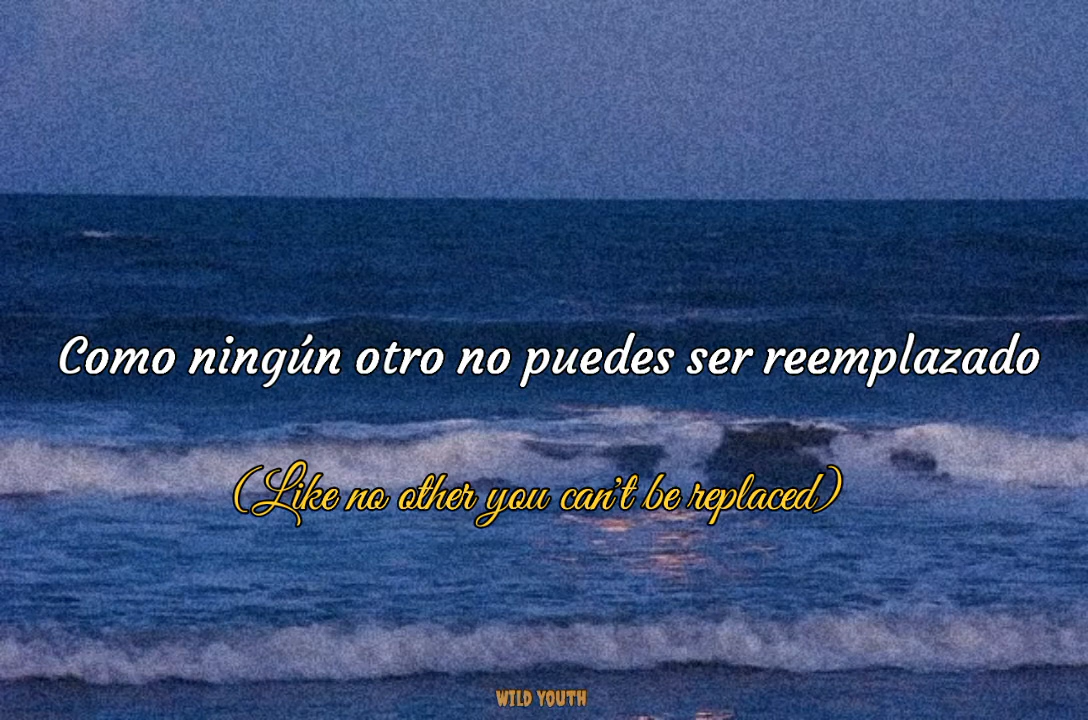 Como ningún otro no puedes ser reemplazado
(Like no other you can't be replaced)
WILD YOUTH